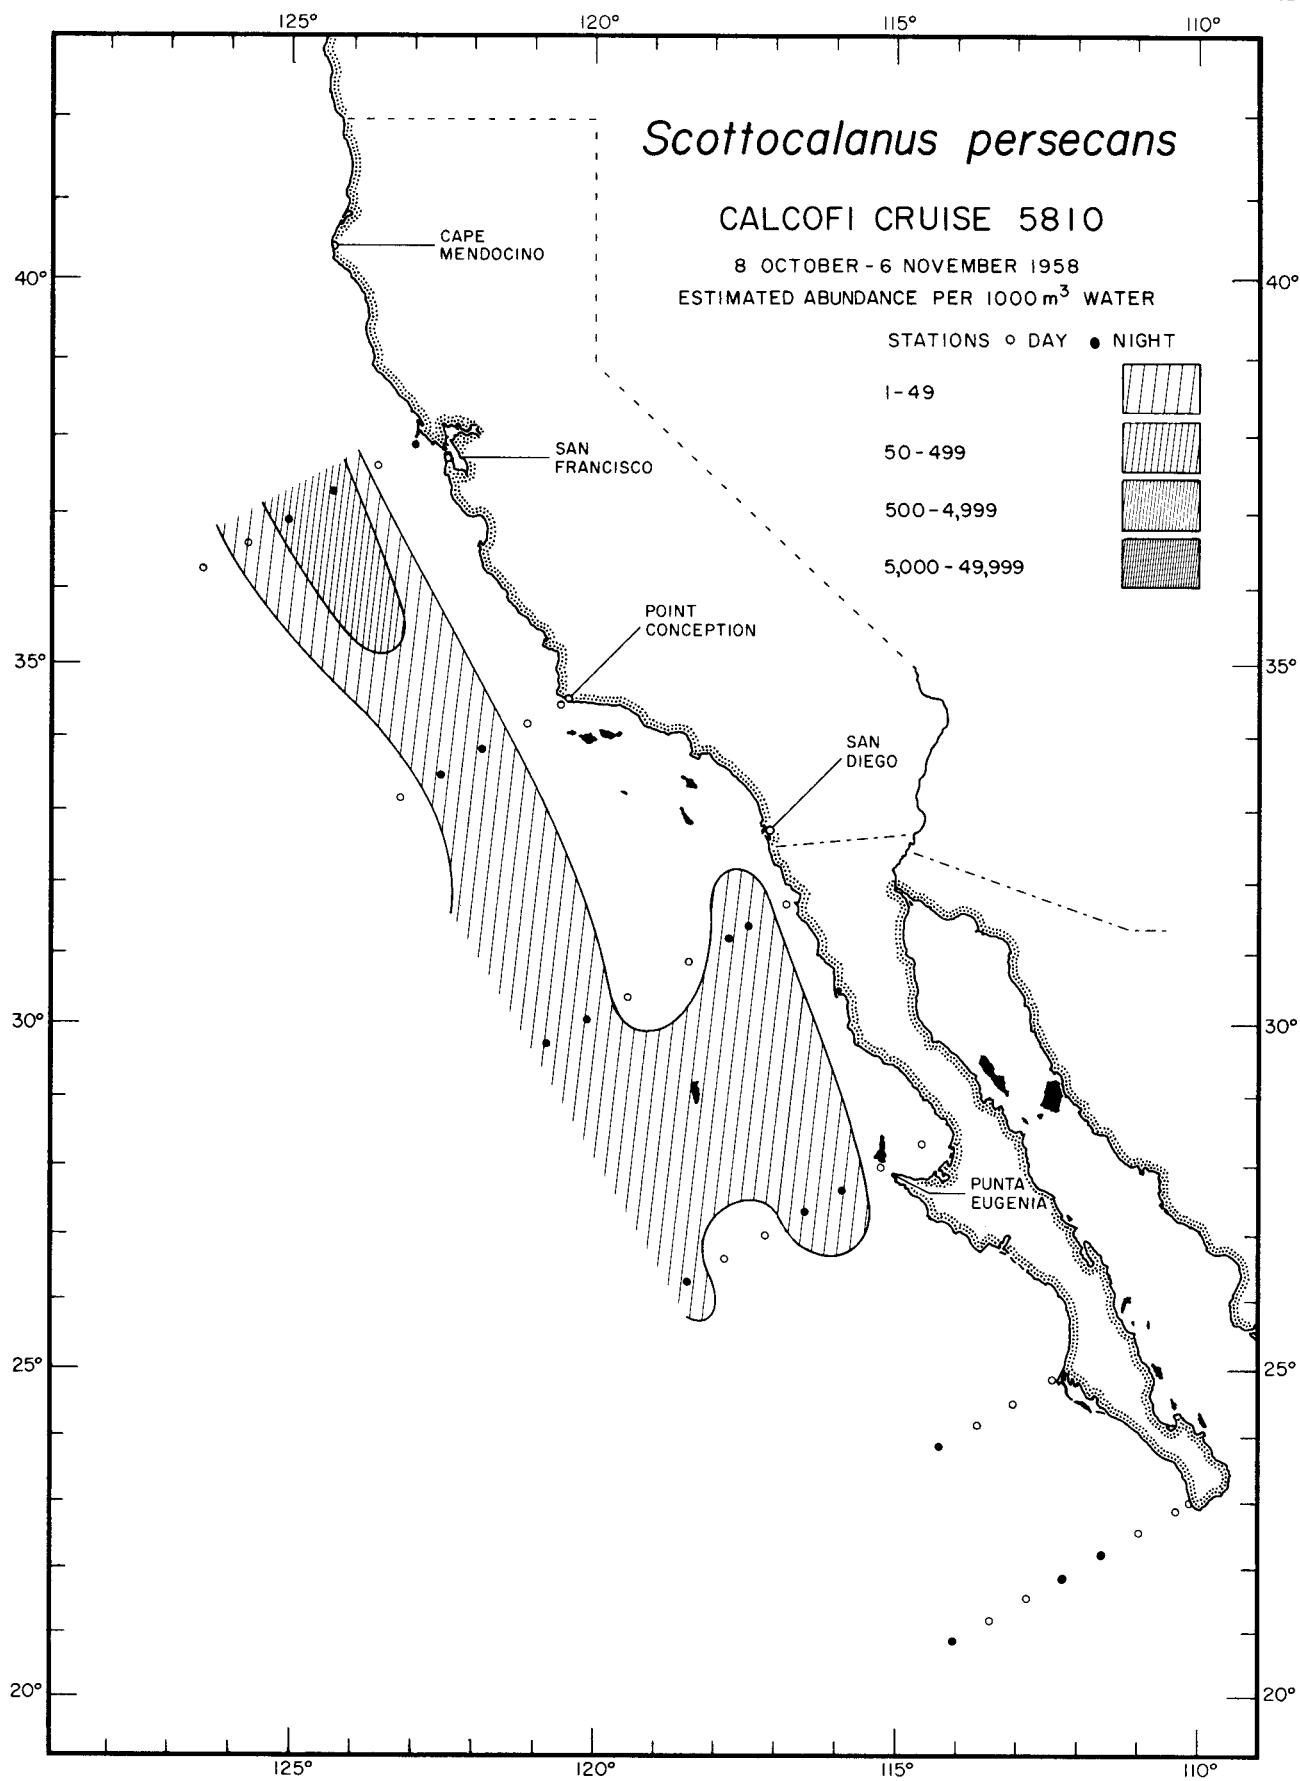 125° 120° 115° 110°
Scottocalanus persecans
CALCOFI CRUISE 5810
8 OCTOBER - 6 NOVEMBER 1958
ESTIMATED ABUNDANCE PER 1000 m³ WATER
STATIONS ○ DAY ● NIGHT
1-49
50-499
500-4,999
5,000-49,999
CAPE
MENDOCINO
40° 40°
SAN
FRANCISCO
POINT
CONCEPTION
35° 35°
SAN
DIEGO
30° 30°
PUNTA
EUGENIA
25° 25°
20° 20°
125° 120° 115° 110°